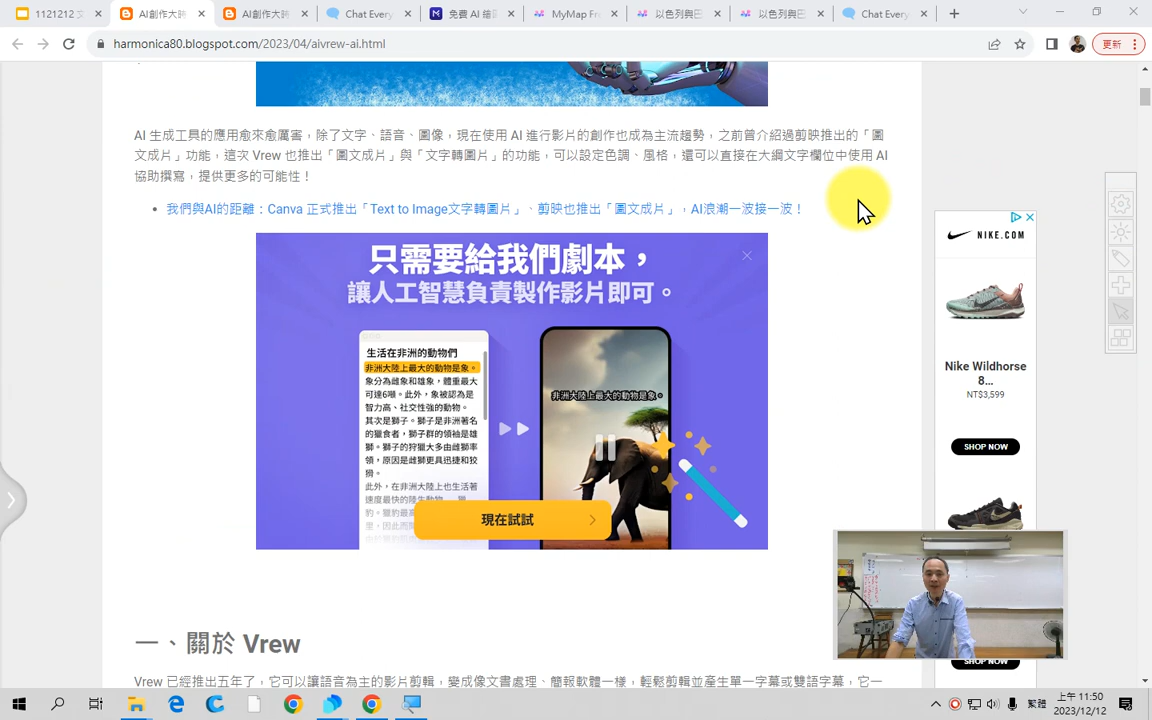 1121212 文
AI創作大時
AI創作大時
Chat Every
免費 AI 繪
MyMap Fr
以色列與巴
以色列與巴
Chat Every
harmonica80.blogspot.com/2023/04/aivrew-ai.html
更新
AI 生成工具的應用愈來愈厲害，除了文字、語音、圖像，現在使用 AI 進行影片的創作也成為主流趨勢，之前曾介紹過剪映推出的「圖
文成片」功能，這次 Vrew 也推出「圖文成片」與「文字轉圖片」的功能，可以設定色調、風格，還可以直接在大綱文字欄位中使用 AI
協助撰寫，提供更多的可能性！
我們與AI的距離：Canva 正式推出「Text to Image文字轉圖片」、剪映也推出「圖文成片」，AI浪潮一波接一波！
只需要給我們劇本，
讓人工智慧負責製作影片即可。
生活在非洲的動物們
非洲大陸上最大的動物是象。
象分為雌象和雄象，體重最大
可達6噸。此外，象被認為是
智力高、社交性強的動物。
其次是獅子。獅子是非洲著名
的獵食者，獅子群的領袖是雄
獅。獅子的狩獵大多由雌獅率
領，原因是雌獅更具迅捷和狡
猾。
此外，在非洲大陸上也生活著
速度最快的陸生動物
非洲大陸上最大的動物是象。
現在試試
NIKE.COM
Nike Wildhorse
8...
NT$3,599
SHOP NOW
SHOP NOW
一、關於 Vrew
Vrew 已經推出五年了，它可以讓語音為主的影片剪輯，變成像文書處理、簡報軟體一樣，輕鬆剪輯並產生單一字幕或雙語字幕，它一
繁體
上午 11:50
2023/12/12